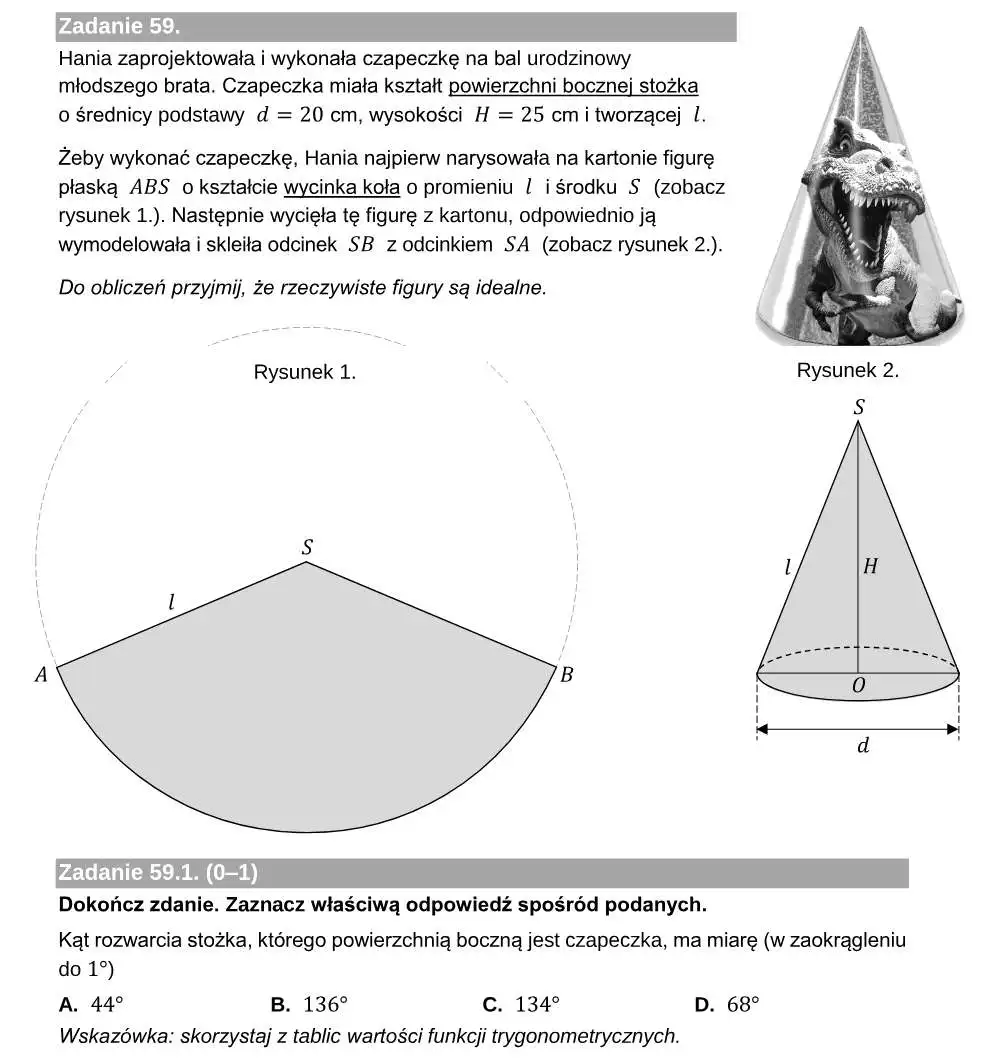 Zadanie 59.
Hania zaprojektowała i wykonała czapeczkę na bal urodzinowy
młodszego brata. Czapeczka miała kształt powierzchni bocznej stożka
o średnicy podstawy d = 20 cm, wysokości H = 25 cm i tworzącej l.
Żeby wykonać czapeczkę, Hania najpierw narysowała na kartonie figurę
płaską ABS o kształcie wycinka koła o promieniu l i środku S (zobacz
rysunek 1.). Następnie wycięła tę figurę z kartonu, odpowiednio ją
wymodelowała i skleiła odcinek SB z odcinkiem SA (zobacz rysunek 2.).
Do obliczeń przyjmij, że rzeczywiste figury są idealne.
Rysunek 1.
Rysunek 2.
S
l
A
B
S
l
H
O
d
Zadanie 59.1. (0–1)
Dokończ zdanie. Zaznacz właściwą odpowiedź spośród podanych.
Kąt rozwarcia stożka, którego powierzchnią boczną jest czapeczka, ma miarę (w zaokrągleniu
do 1°)
A. 44° B. 136° C. 134° D. 68°
Wskazówka: skorzystaj z tablic wartości funkcji trygonometrycznych.